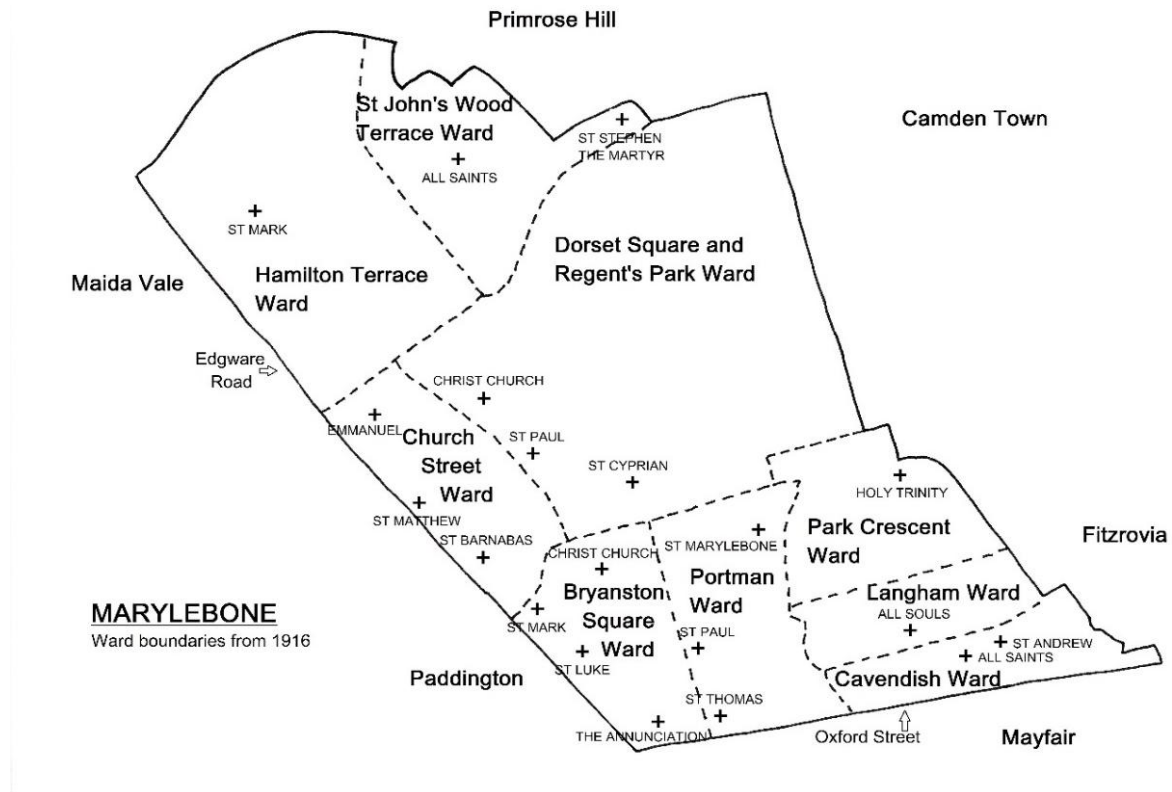 Primrose Hill
Camden Town
St John's Wood
Terrace Ward
ST STEPHEN
THE MARTYR
ALL SAINTS
ST MARK
Dorset Square and
Regent's Park Ward
Maida Vale
Hamilton Terrace
Ward
Edgware
Road
CHRIST CHURCH
EMMANUEL
Church
Street
Ward
ST PAUL
ST CYPRIAN
HOLY TRINITY
ST MATTHEW
ST BARNABAS
CHRIST CHURCH
ST MARYLEBONE
Park Crescent
Ward
Fitzrovia
Bryanston
Square
Ward
Portman
Ward
Langham Ward
ALL SOULS
MARYLEBONE
Ward boundaries from 1916
ST MARK
ST PAUL
ST ANDREW
ALL SAINTS
ST LUKE
Cavendish Ward
Paddington
ST THOMAS
THE ANNUNCIATION
Oxford Street
Mayfair